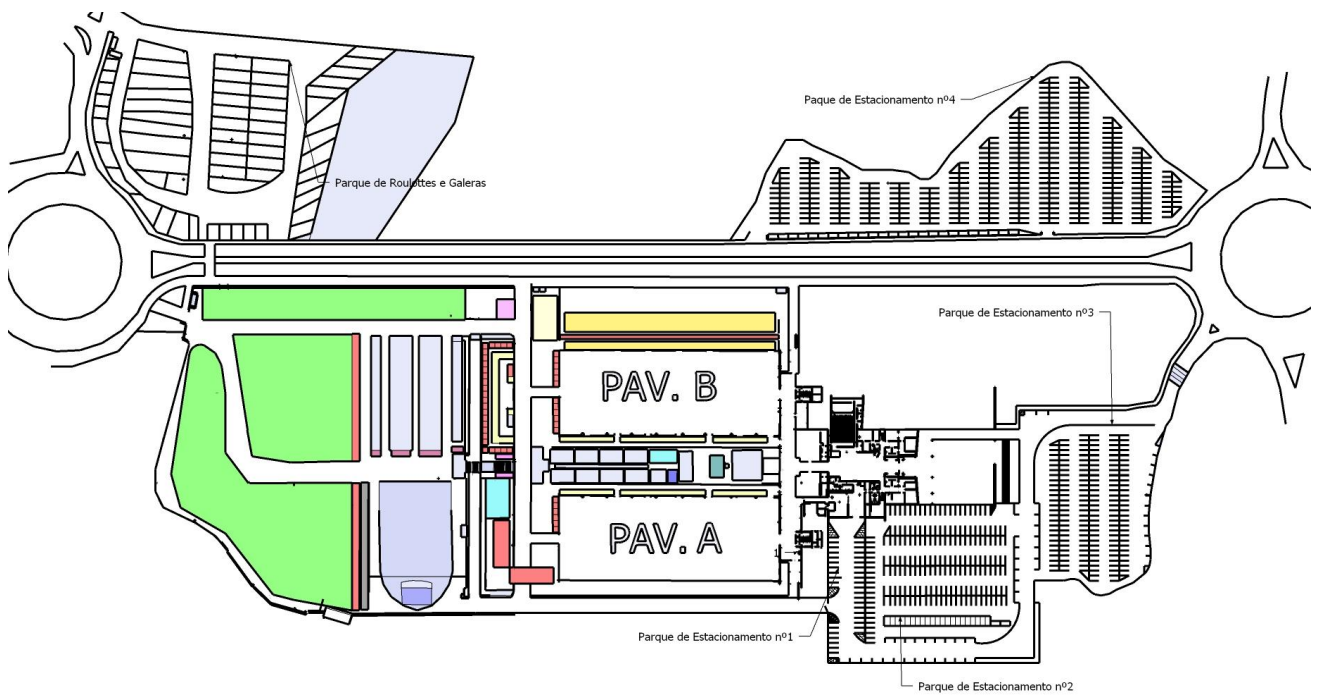 Paque de Estacionamento nº4
Parque de Roulottes e Galeras
Parque de Estacionamento nº3
PAV. B
PAV. A
1
Parque de Estacionamento nº1
Parque de Estacionamento nº2